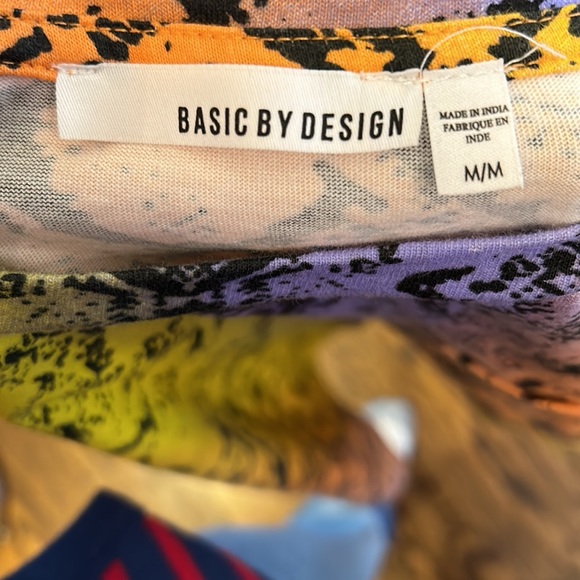 BASIC BY DESIGN
MADE IN INDIA
FABRIQUE EN
INDE
M/M